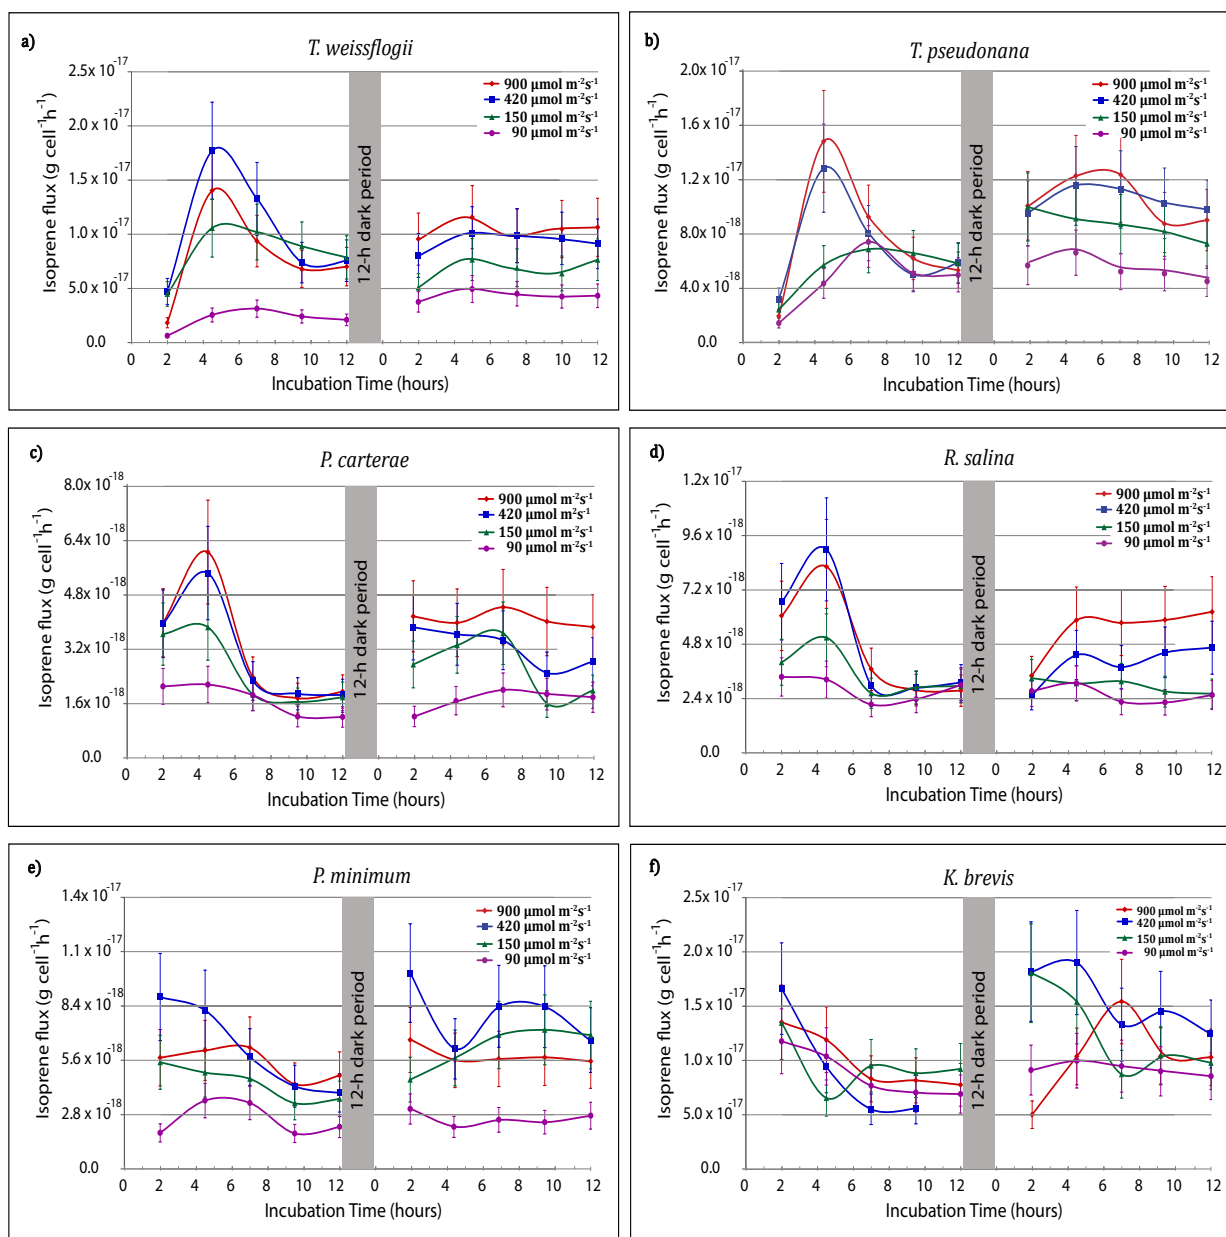 a)
T. weissflogii
Isoprene flux (g cell⁻¹h⁻¹)
2.5x 10⁻¹⁷
2.0 x 10⁻¹⁷
1.5 x 10⁻¹⁷
1.0 x 10⁻¹⁷
5.0 x 10⁻¹⁷
0.0
900 µmol m⁻²s⁻¹
420 µmol m⁻²s⁻¹
150 µmol m⁻²s⁻¹
90 µmol m⁻²s⁻¹
12-h dark period
0 2 4 6 8 10 12 0 2 4 6 8 10 12
Incubation Time (hours)
b)
T. pseudonana
Isoprene flux (g cell⁻¹h⁻¹)
2.0 x 10⁻¹⁷
1.6 x 10⁻¹⁷
1.2 x 10⁻¹⁷
8.0 x 10⁻¹⁸
4.0 x 10⁻¹⁸
0.0
900 µmol m⁻²s⁻¹
420 µmol m⁻²s⁻¹
150 µmol m⁻²s⁻¹
90 µmol m⁻²s⁻¹
12-h dark period
0 2 4 6 8 10 12 0 2 4 6 8 10 12
Incubation Time (hours)
c)
P. carterae
Isoprene flux (g cell⁻¹h⁻¹)
8.0 x 10⁻¹⁸
6.4 x 10⁻¹⁸
4.8 x 10⁻¹⁸
3.2 x 10⁻¹⁸
1.6 x 10⁻¹⁸
0.0
900 µmol m⁻²s⁻¹
420 µmol m⁻²s⁻¹
150 µmol m⁻²s⁻¹
90 µmol m⁻²s⁻¹
12-h dark period
0 2 4 6 8 10 12 0 2 4 6 8 10 12
Incubation Time (hours)
d)
R. salina
Isoprene flux (g cell⁻¹h⁻¹)
1.2 x 10⁻¹⁷
9.6 x 10⁻¹⁸
7.2 x 10⁻¹⁸
4.8 x 10⁻¹⁸
2.4 x 10⁻¹⁸
0.0
900 µmol m⁻²s⁻¹
420 µmol m⁻²s⁻¹
150 µmol m⁻²s⁻¹
90 µmol m⁻²s⁻¹
12-h dark period
0 2 4 6 8 10 12 0 2 4 6 8 10 12
Incubation Time (hours)
e)
P. minimum
Isoprene flux (g cell⁻¹h⁻¹)
1.4 x 10⁻¹⁷
1.1 x 10⁻¹⁷
8.4 x 10⁻¹⁸
5.6 x 10⁻¹⁸
2.8 x 10⁻¹⁸
0.0
900 µmol m⁻²s⁻¹
420 µmol m⁻²s⁻¹
150 µmol m⁻²s⁻¹
90 µmol m⁻²s⁻¹
12-h dark period
0 2 4 6 8 10 12 0 2 4 6 8 10 12
Incubation Time (hours)
f)
K. brevis
Isoprene flux (g cell⁻¹h⁻¹)
2.5 x 10⁻¹⁷
2.0 x 10⁻¹⁷
1.5 x 10⁻¹⁷
1.0 x 10⁻¹⁷
5.0 x 10⁻¹⁸
0.0
900 µmol m⁻²s⁻¹
420 µmol m⁻²s⁻¹
150 µmol m⁻²s⁻¹
90 µmol m⁻²s⁻¹
12-h dark period
0 2 4 6 8 10 12 0 2 4 6 8 10 12
Incubation Time (hours)